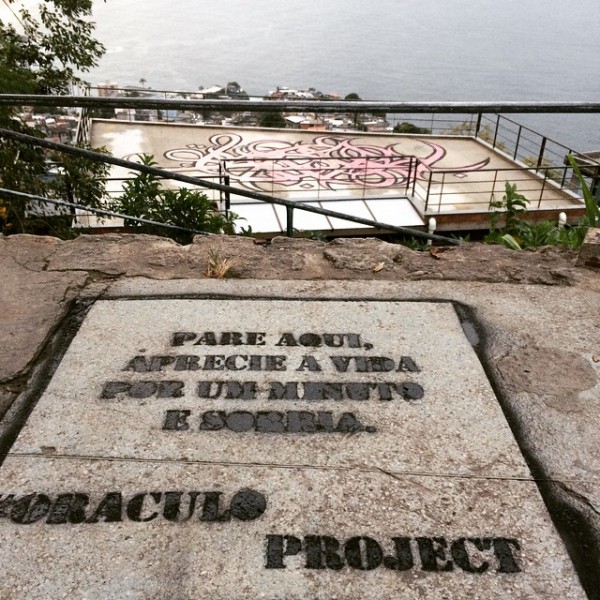 PARE AQUI,
APRECIE A VIDA
POR UM MINUTO
E SORRIA.
ORACULO
PROJECT